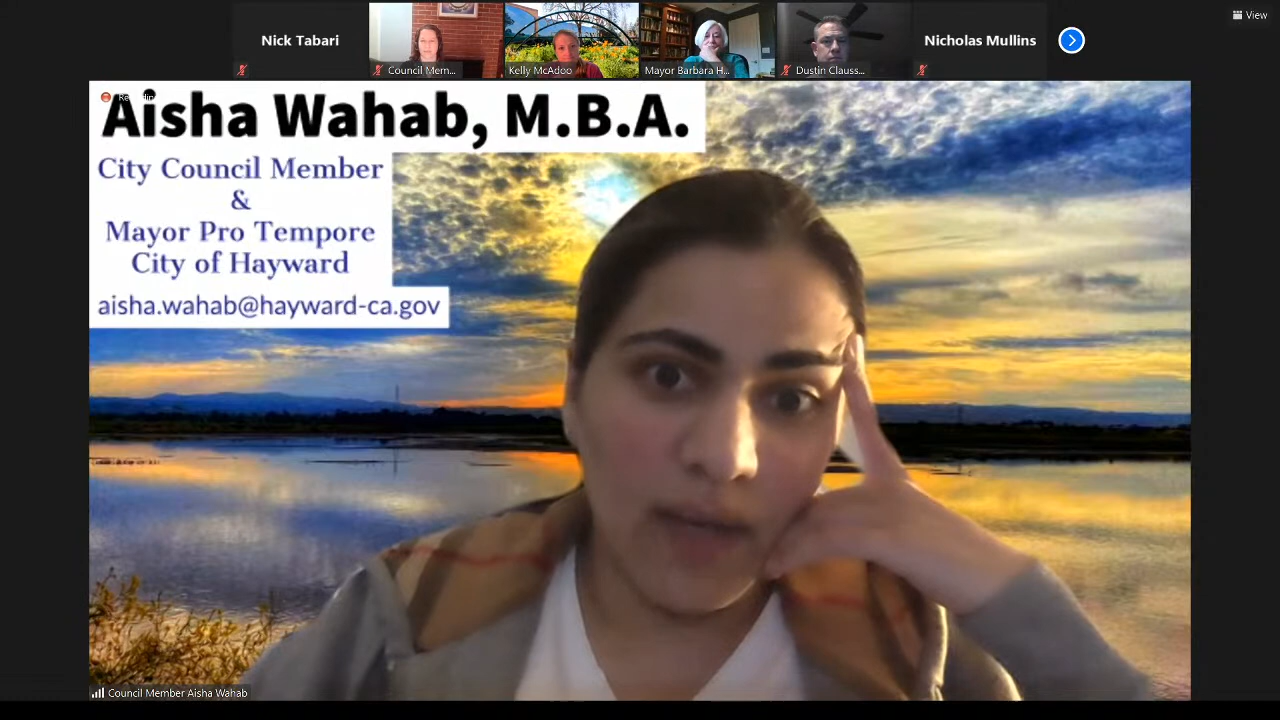 View
Nick Tabari
Council Mem...
Kelly McAdoo
Mayor Barbara H...
Dustin Clauss...
Nicholas Mullins
Aisha Wahab, M.B.A.
City Council Member
&
Mayor Pro Tempore
City of Hayward
aisha.wahab@hayward-ca.gov
Council Member Aisha Wahab